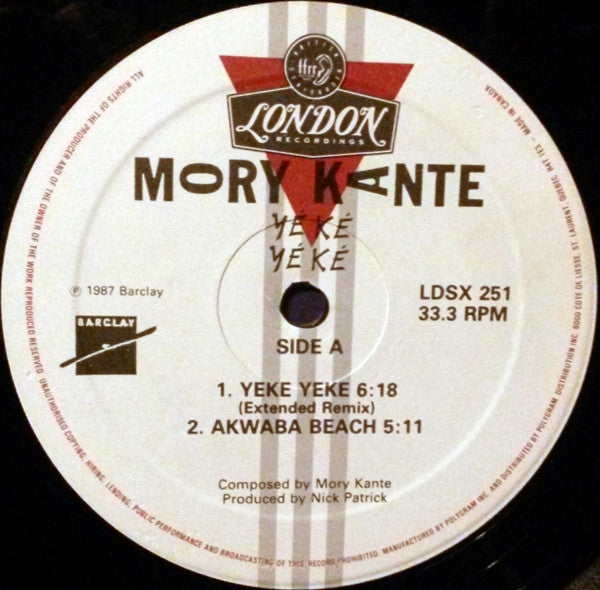 BRITISH
ffrr
LONDON
RECORDINGS
MORY KANTE
YÉ KÉ
YÉ KÉ
℗ 1987 Barclay
BARCLAY
LDSX 251
33.3 RPM
SIDE A
1. YEKE YEKE 6:18
(Extended Remix)
2. AKWABA BEACH 5:11
Composed by Mory Kante
Produced by Nick Patrick
ALL RIGHTS OF THE PRODUCER AND OF THE OWNER OF THE WORK REPRODUCED RESERVED. UNAUTHORISED COPYING, HIRING, LENDING, PUBLIC PERFORMANCE AND BROADCASTING OF THIS RECORD PROHIBITED. MANUFACTURED BY POLYGRAM INC. AND DISTRIBUTED BY POLYGRAM DISTRIBUTION INC. 8000 COTE DE LIESSE, ST. LAURENT, QUEBEC, H4T 1E3 – MADE IN CANADA